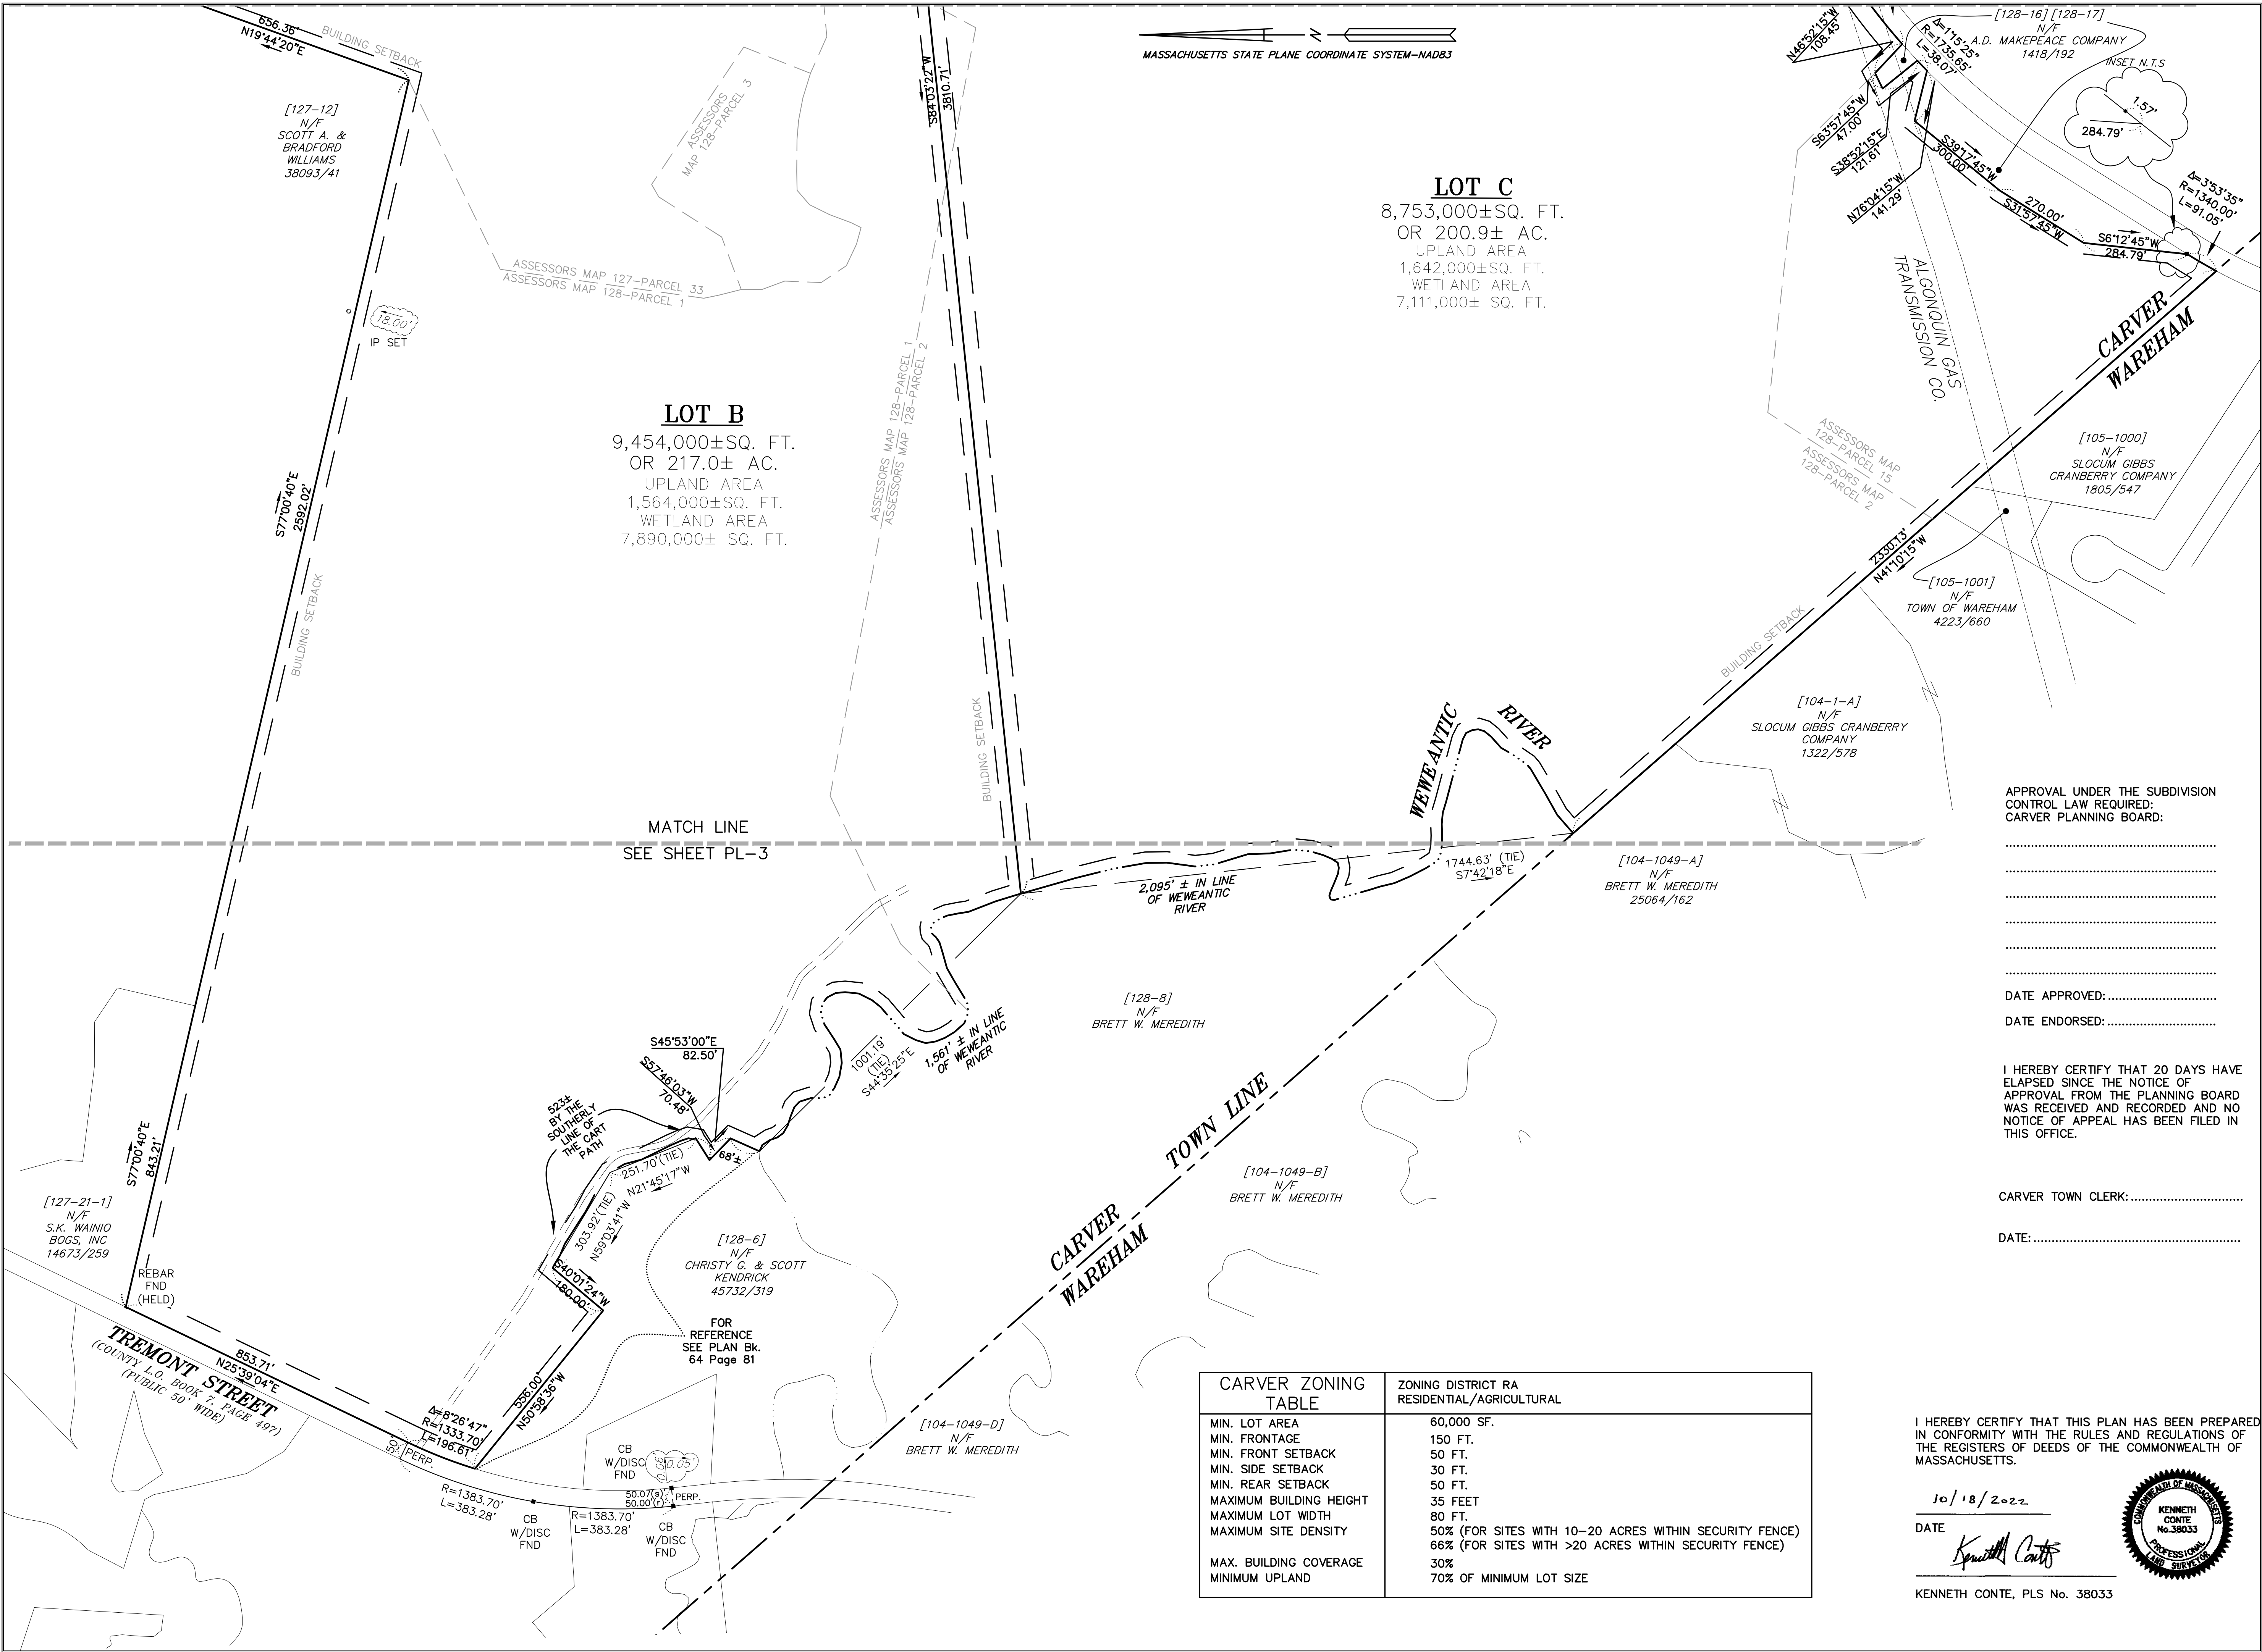 656.36'
N19°44'20"E
BUILDING SETBACK
[127-12]
N/F
SCOTT A. &
BRADFORD
WILLIAMS
38093/41
ASSESSORS
MAP 128-PARCEL 3
S84°03'22"W
3810.71'
MASSACHUSETTS STATE PLANE COORDINATE SYSTEM-NAD83
N
N46°52'15"W
108.45'
Δ=1°15'25"
R=1735.65'
L=38.07'
[128-16] [128-17]
N/F
A.D. MAKEPEACE COMPANY
1418/192
INSET N.T.S
1.57'
284.79'
S63°57'45"W
47.00'
S38°52'15"E
121.61'
N76°04'15"W
141.29'
S39°17'45"W
300.00'
270.00'
S31°57'45"W
S6°12'45"W
284.79'
Δ=3°53'35"
R=1340.00'
L=91.05'
LOT C
8,753,000±SQ. FT.
OR 200.9± AC.
UPLAND AREA
1,642,000±SQ. FT.
WETLAND AREA
7,111,000± SQ. FT.
ASSESSORS MAP 127-PARCEL 33
ASSESSORS MAP 128-PARCEL 1
18.00'
IP SET
ALGONQUIN GAS
TRANSMISSION CO.
CARVER
WAREHAM
LOT B
9,454,000±SQ. FT.
OR 217.0± AC.
UPLAND AREA
1,564,000±SQ. FT.
WETLAND AREA
7,890,000± SQ. FT.
ASSESSORS MAP 128-PARCEL 1
ASSESSORS MAP 128-PARCEL 2
ASSESSORS MAP
128-PARCEL 15
ASSESSORS MAP
128-PARCEL 2
[105-1000]
N/F
SLOCUM GIBBS
CRANBERRY COMPANY
1805/547
S77°00'40"E
2592.02'
BUILDING SETBACK
2330.13'
N41°10'15"W
[105-1001]
N/F
TOWN OF WAREHAM
4223/660
BUILDING SETBACK
BUILDING SETBACK
WEWEANTIC
RIVER
[104-1-A]
N/F
SLOCUM GIBBS CRANBERRY
COMPANY
1322/578
MATCH LINE
SEE SHEET PL-3
1744.63' (TIE)
S7°42'18"E
2,095' ± IN LINE
OF WEWEANTIC
RIVER
[104-1049-A]
N/F
BRETT W. MEREDITH
25064/162
APPROVAL UNDER THE SUBDIVISION
CONTROL LAW REQUIRED:
CARVER PLANNING BOARD:
DATE APPROVED:
DATE ENDORSED:
[128-8]
N/F
BRETT W. MEREDITH
1001.19'
(TIE)
S44°35'25"E
1,561' ± IN LINE
OF WEWEANTIC
RIVER
S45°53'00"E
82.50'
S57°46'03"W
70.48'
523±
BY THE
SOUTHERLY
LINE OF
THE CART
PATH
68'±
251.70'(TIE)
N21°45'17"W
303.92'(TIE)
N59°03'41"W
I HEREBY CERTIFY THAT 20 DAYS HAVE
ELAPSED SINCE THE NOTICE OF
APPROVAL FROM THE PLANNING BOARD
WAS RECEIVED AND RECORDED AND NO
NOTICE OF APPEAL HAS BEEN FILED IN
THIS OFFICE.
TOWN LINE
[104-1049-B]
N/F
BRETT W. MEREDITH
CARVER TOWN CLERK:
DATE:
S77°00'40"E
843.21'
[127-21-1]
N/F
S.K. WAINIO
BOGS, INC
14673/259
REBAR
FND
(HELD)
[128-6]
N/F
CHRISTY G. & SCOTT
KENDRICK
45732/319
S40°01'24"W
180.00'
CARVER
WAREHAM
FOR
REFERENCE
SEE PLAN Bk.
64 Page 81
853.71'
N25°39'04"E
TREMONT STREET
(COUNTY L.O. BOOK 7, PAGE 497)
(PUBLIC 50' WIDE)
556.00'
N50°58'36"W
Δ=8°26'47"
R=1333.70'
L=196.61'
50'
PERP.
R=1383.70'
L=383.28'
CB
W/DISC
FND
CB
W/DISC
FND
0.06'
0.05'
50.07(s)
50.00'(r)
PERP.
R=1383.70'
L=383.28'
CB
W/DISC
FND
[104-1049-D]
N/F
BRETT W. MEREDITH
CARVER ZONING
TABLE
ZONING DISTRICT RA
RESIDENTIAL/AGRICULTURAL
MIN. LOT AREA 60,000 SF.
MIN. FRONTAGE 150 FT.
MIN. FRONT SETBACK 50 FT.
MIN. SIDE SETBACK 30 FT.
MIN. REAR SETBACK 50 FT.
MAXIMUM BUILDING HEIGHT 35 FEET
MAXIMUM LOT WIDTH 80 FT.
MAXIMUM SITE DENSITY 50% (FOR SITES WITH 10-20 ACRES WITHIN SECURITY FENCE)
66% (FOR SITES WITH >20 ACRES WITHIN SECURITY FENCE)
MAX. BUILDING COVERAGE 30%
MINIMUM UPLAND 70% OF MINIMUM LOT SIZE
I HEREBY CERTIFY THAT THIS PLAN HAS BEEN PREPARED
IN CONFORMITY WITH THE RULES AND REGULATIONS OF
THE REGISTERS OF DEEDS OF THE COMMONWEALTH OF
MASSACHUSETTS.
10/18/2022
DATE
Kenneth Conte
KENNETH CONTE, PLS No. 38033
COMMONWEALTH OF MASSACHUSETTS
KENNETH
CONTE
No.38033
PROFESSIONAL
LAND SURVEYOR